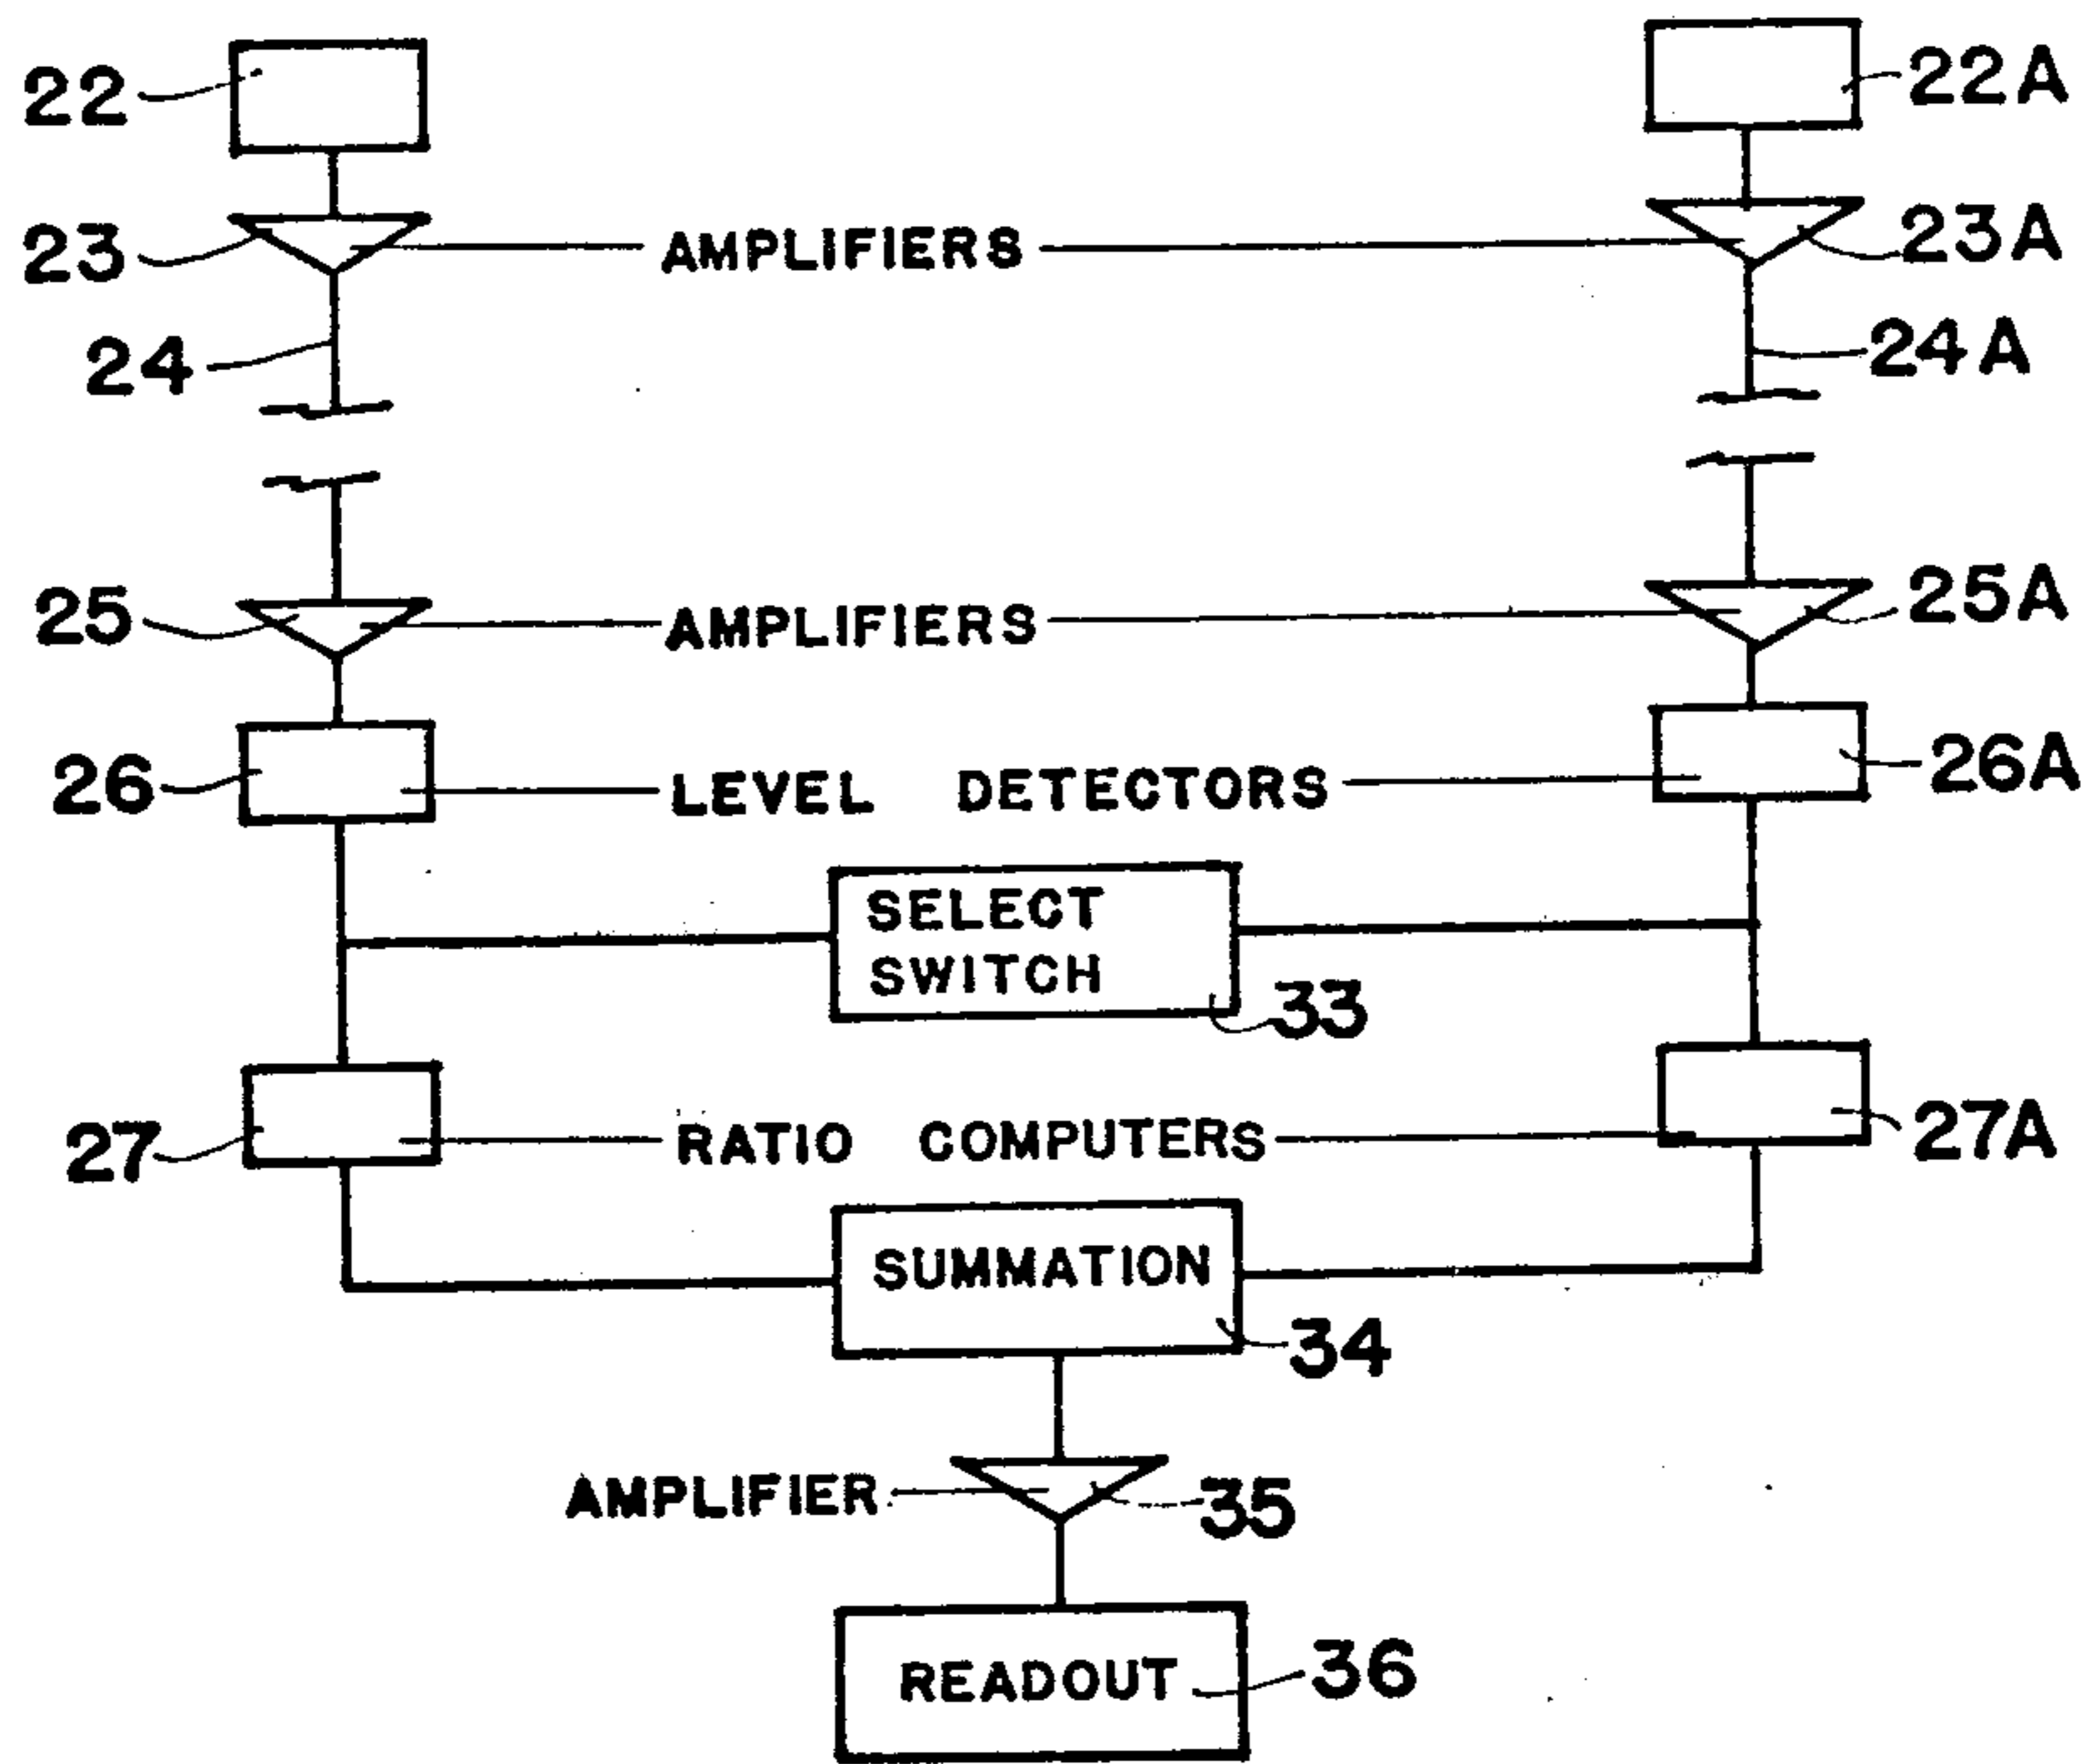 22
22A
23
AMPLIFIERS
23A
24
24A
25
AMPLIFIERS
25A
26
LEVEL DETECTORS
26A
SELECT
SWITCH
33
27
RATIO COMPUTERS
27A
SUMMATION
34
AMPLIFIER
35
READOUT
36